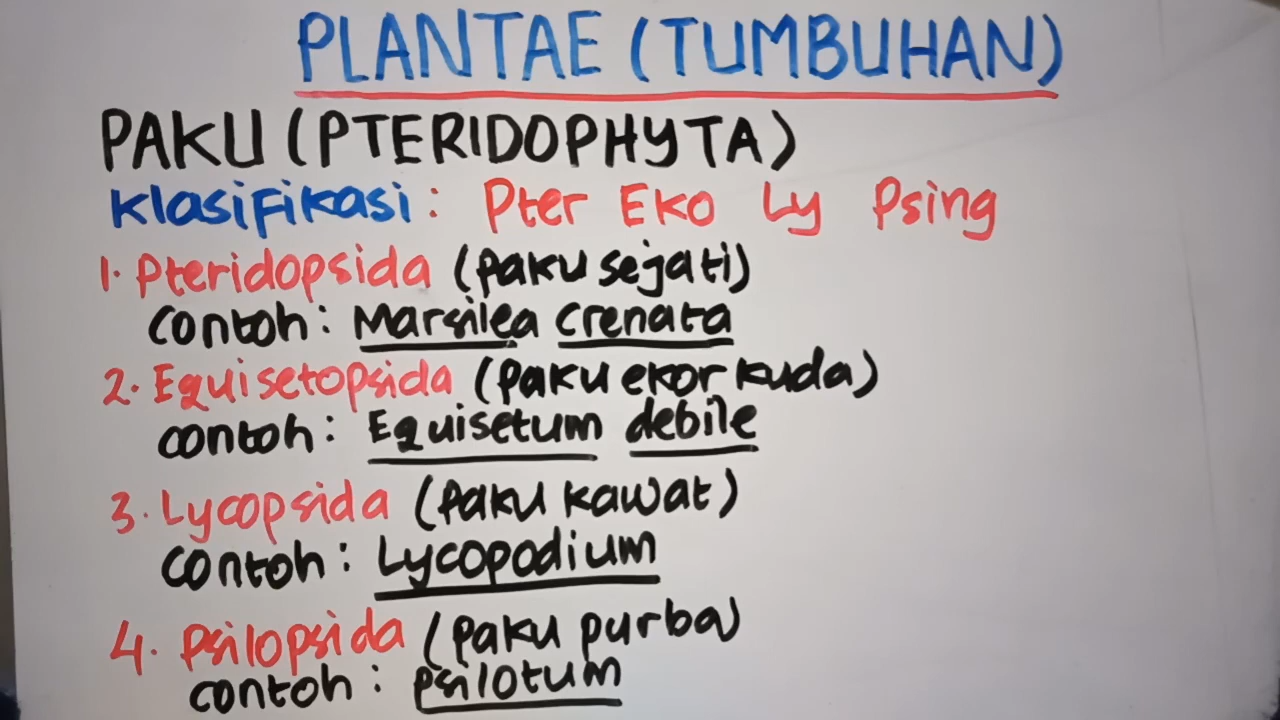 PLANTAE (TUMBUHAN)
PAKU (PTERIDOPHYTA)
Klasifikasi : Pter Eko Ly Psing
1. Pteridopsida (paku sejati)
contoh : Marsilea Crenata
2. Equisetopsida (paku ekor kuda)
contoh : Equisetum debile
3. Lycopsida (paku kawat)
contoh : Lycopodium
4. Psilopsida (paku purba)
contoh : Psilotum